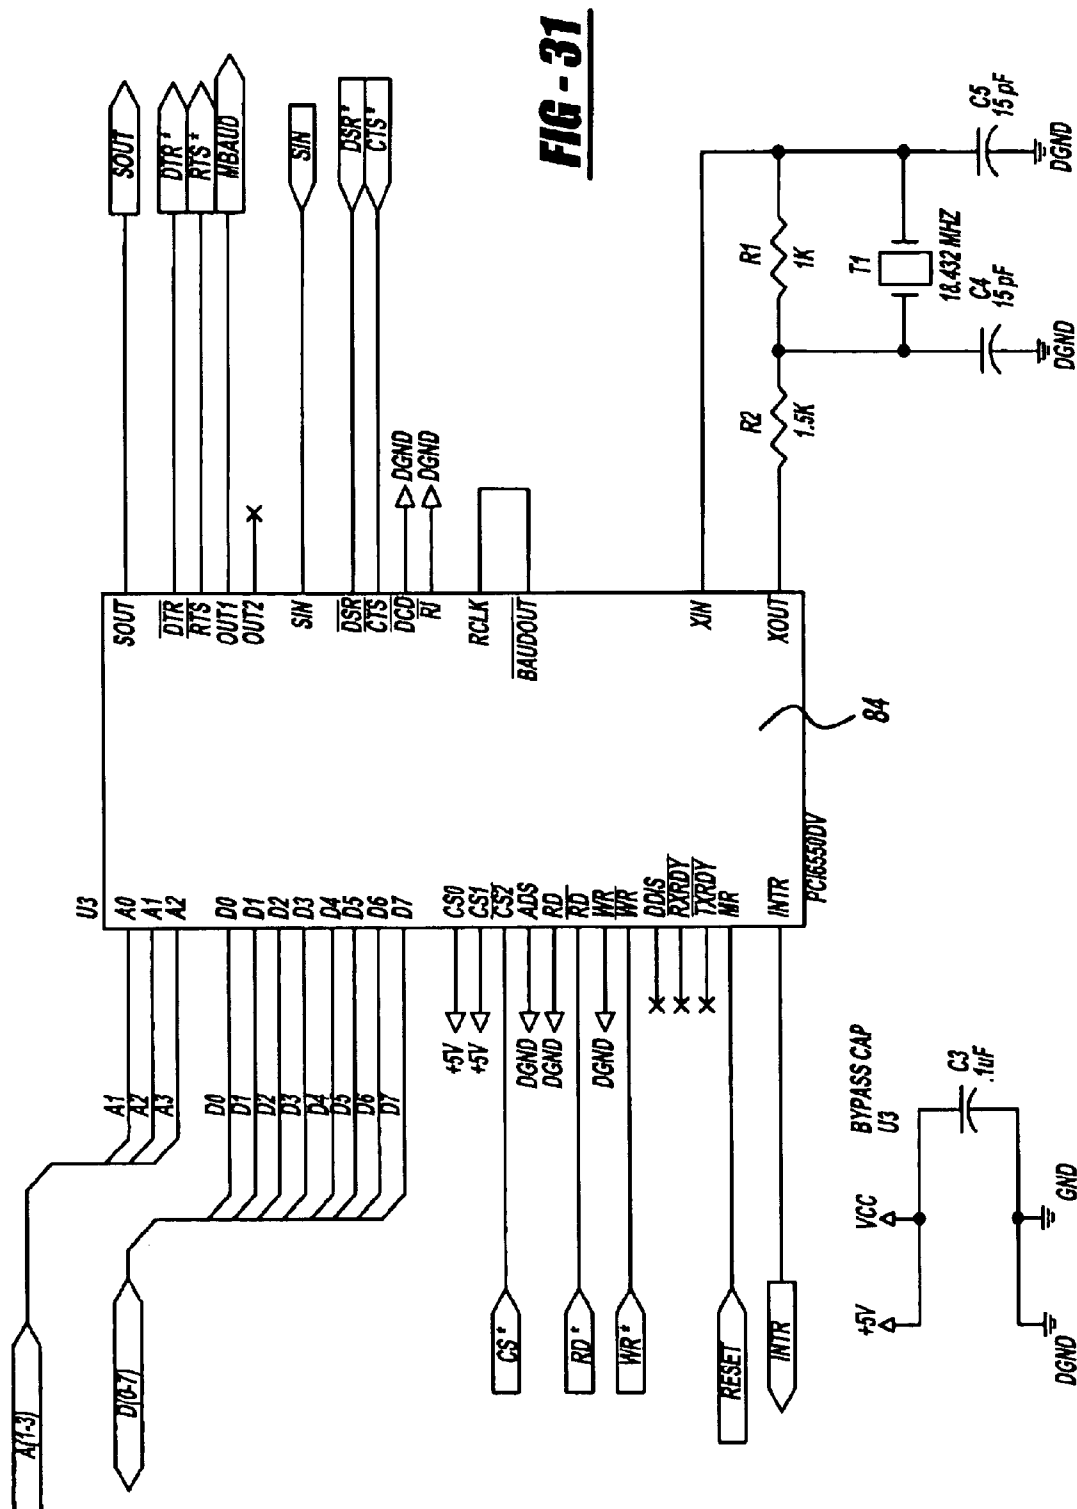 FIG - 31
U3
A(1-3)
A1
A2
A3
A0
A1
A2
D(0-7)
D0
D1
D2
D3
D4
D5
D6
D7
D0
D1
D2
D3
D4
D5
D6
D7
+5V
CS0
+5V
CS1
CS *
CS2
DGND
ADS
DGND
RD
RD *
RD
DGND
WR
WR *
WR
DDIS
RXRDY
TXRDY
RESET
MR
INTR
INTR
PCI6550DV
84
SOUT
SOUT
DTR
DTR *
RTS
RTS *
OUT1
MBAUD
OUT2
SIN
SIN
DSR
DSR *
CTS
CTS *
DCD
DGND
RI
DGND
RCLK
BAUDOUT
XIN
XOUT
R2
1.5K
R1
1K
T1
18.432 MHZ
C4
15 pF
DGND
C5
15 pF
DGND
BYPASS CAP
U3
+5V
VCC
C3
.1uF
DGND
GND